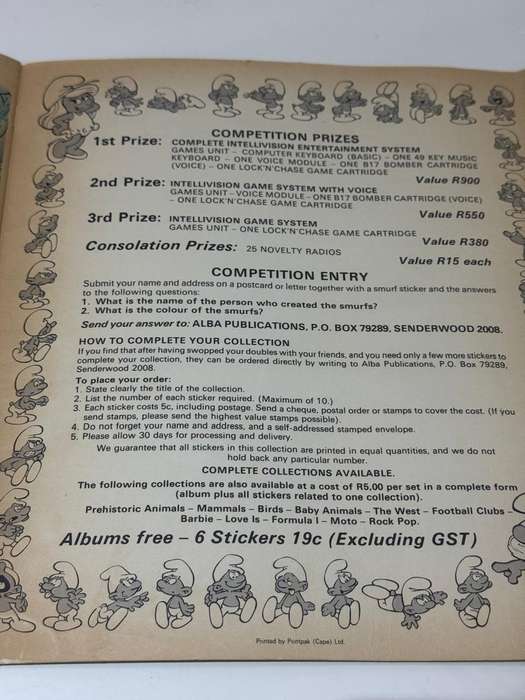 COMPETITION PRIZES
1st Prize: COMPLETE INTELLIVISION ENTERTAINMENT SYSTEM
GAMES UNIT – COMPUTER KEYBOARD (BASIC) – ONE 49 KEY MUSIC
KEYBOARD – ONE VOICE MODULE – ONE B17 BOMBER CARTRIDGE
(VOICE) – ONE LOCK'N'CHASE GAME CARTRIDGE
Value R900
2nd Prize: INTELLIVISION GAME SYSTEM WITH VOICE
GAMES UNIT – VOICE MODULE – ONE B17 BOMBER CARTRIDGE (VOICE)
– ONE LOCK'N'CHASE GAME CARTRIDGE
Value R550
3rd Prize: INTELLIVISION GAME SYSTEM
GAMES UNIT – ONE LOCK'N'CHASE GAME CARTRIDGE
Value R380
Consolation Prizes: 25 NOVELTY RADIOS
Value R15 each
COMPETITION ENTRY
Submit your name and address on a postcard or letter together with a smurf sticker and the answers
to the following questions:
1. What is the name of the person who created the smurfs?
2. What is the colour of the smurfs?
Send your answer to: ALBA PUBLICATIONS, P.O. BOX 79289, SENDERWOOD 2008.
HOW TO COMPLETE YOUR COLLECTION
If you find that after having swopped your doubles with your friends, and you need only a few more stickers to
complete your collection, they can be ordered directly by writing to Alba Publications, P.O. Box 79289,
Senderwood 2008.
To place your order:
1. State clearly the title of the collection.
2. List the number of each sticker required. (Maximum of 10.)
3. Each sticker costs 5c, including postage. Send a cheque, postal order or stamps to cover the cost. (If you
send stamps, please send the highest value stamps possible).
4. Do not forget your name and address, and a self-addressed stamped envelope.
5. Please allow 30 days for processing and delivery.
We guarantee that all stickers in this collection are printed in equal quantities, and we do not
hold back any particular number.
COMPLETE COLLECTIONS AVAILABLE.
The following collections are also available at a cost of R5,00 per set in a complete form
(album plus all stickers related to one collection).
Prehistoric Animals – Mammals – Birds – Baby Animals – The West – Football Clubs –
Barbie – Love Is – Formula I – Moto – Rock Pop.
Albums free – 6 Stickers 19c (Excluding GST)
Printed by Pointpak (Cape) Ltd.